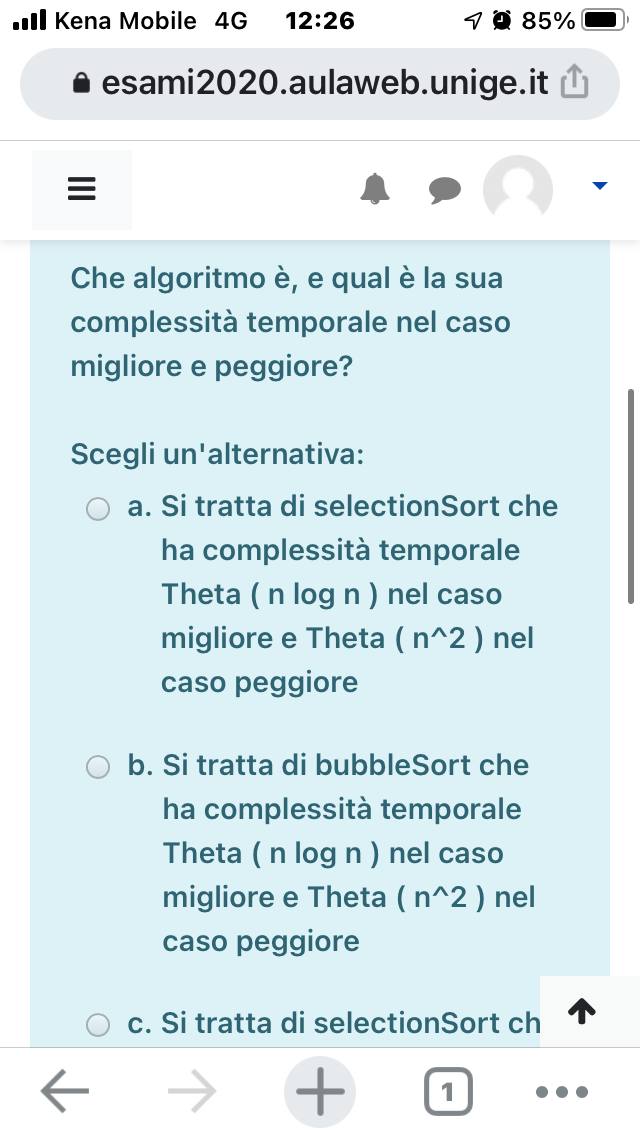 Kena Mobile 4G 12:26 85%
esami2020.aulaweb.unige.it
Che algoritmo è, e qual è la sua
complessità temporale nel caso
migliore e peggiore?
Scegli un'alternativa:
a. Si tratta di selectionSort che
ha complessità temporale
Theta ( n log n ) nel caso
migliore e Theta ( n^2 ) nel
caso peggiore
b. Si tratta di bubbleSort che
ha complessità temporale
Theta ( n log n ) nel caso
migliore e Theta ( n^2 ) nel
caso peggiore
c. Si tratta di selectionSort ch
1